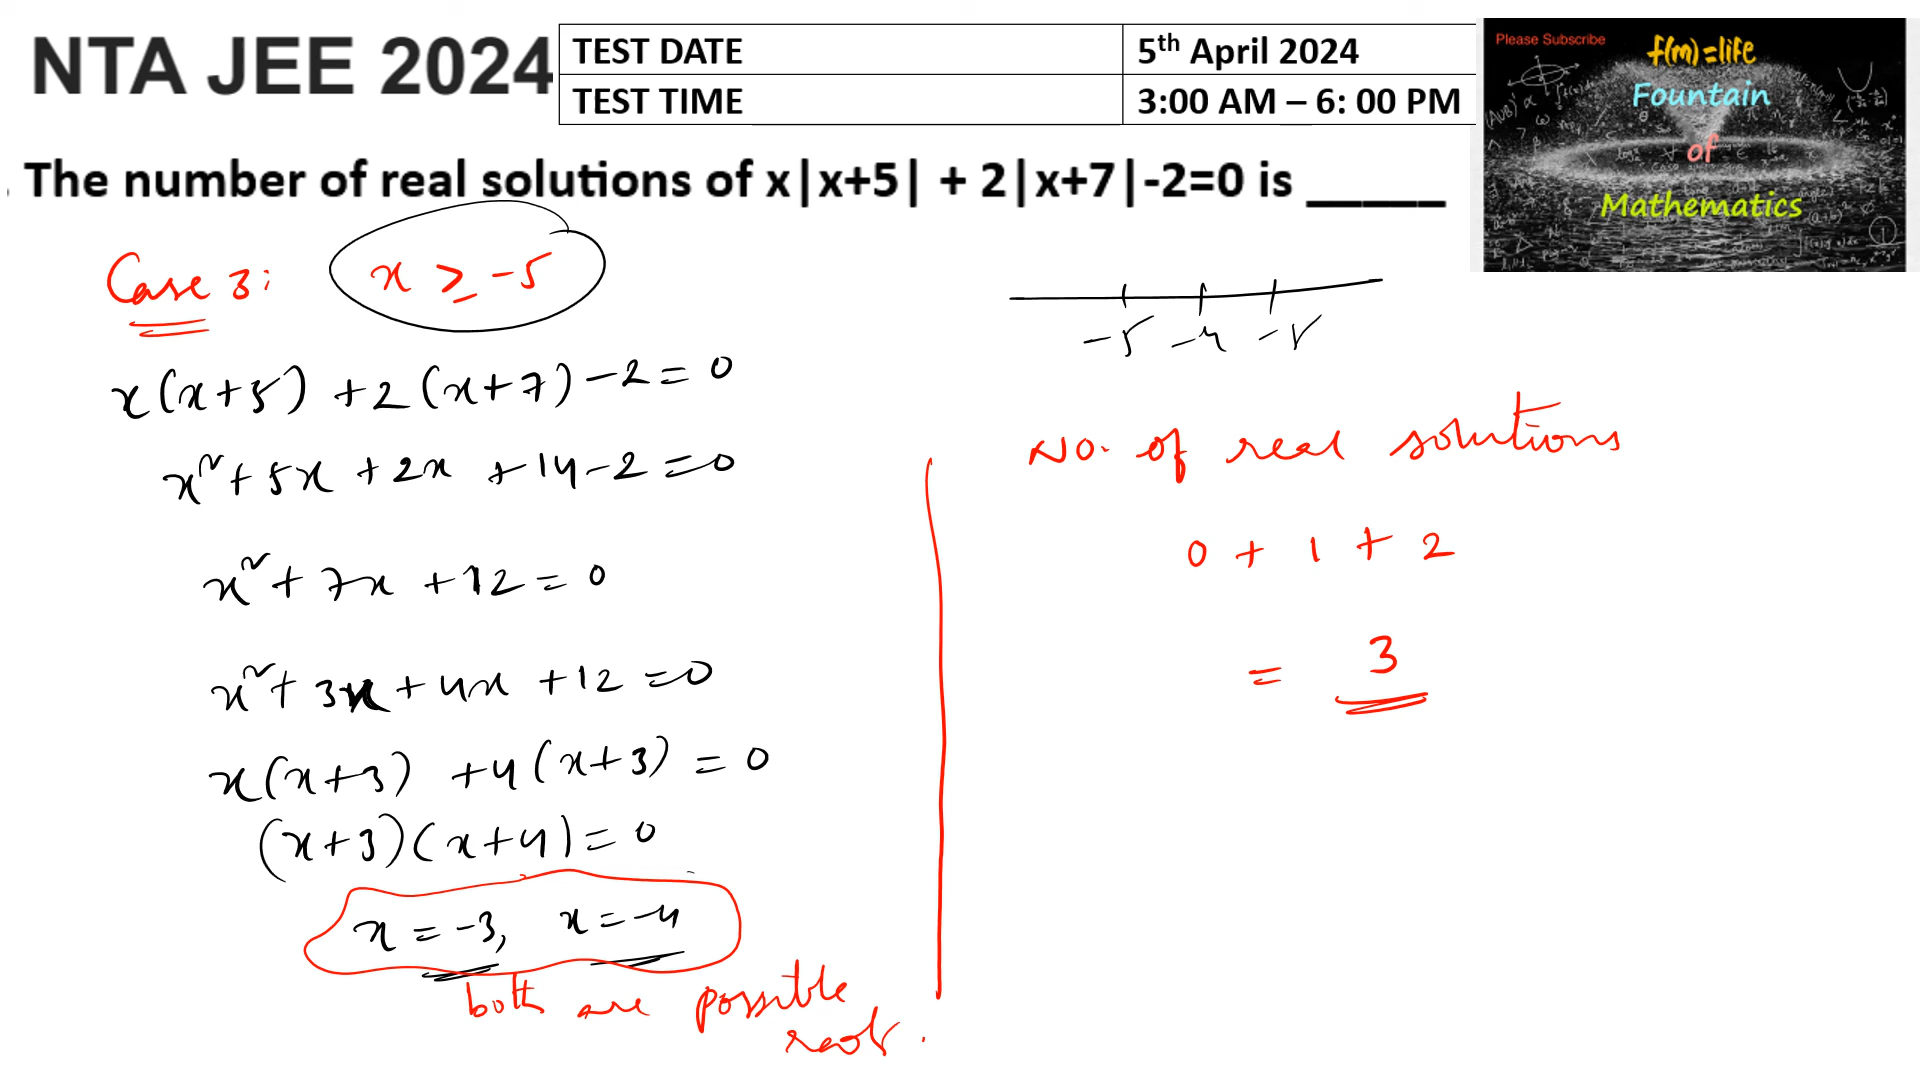 NTA JEE 2024
TEST DATE 5th April 2024
TEST TIME 3:00 AM – 6: 00 PM
Please Subscribe
f(m)=life
Fountain
of
Mathematics
The number of real solutions of x|x+5| + 2|x+7|-2=0 is _____
Case 3:  x ≥ -5
-5 -4
x(x+5) + 2(x+7) - 2 = 0
x² + 5x + 2x + 14 - 2 = 0
x² + 7x + 12 = 0
x² + 3x + 4x + 12 = 0
x(x+3) + 4(x+3) = 0
(x+3)(x+4) = 0
x = -3, x = -4
both are possible
No. of real solutions
0 + 1 + 2
= 3